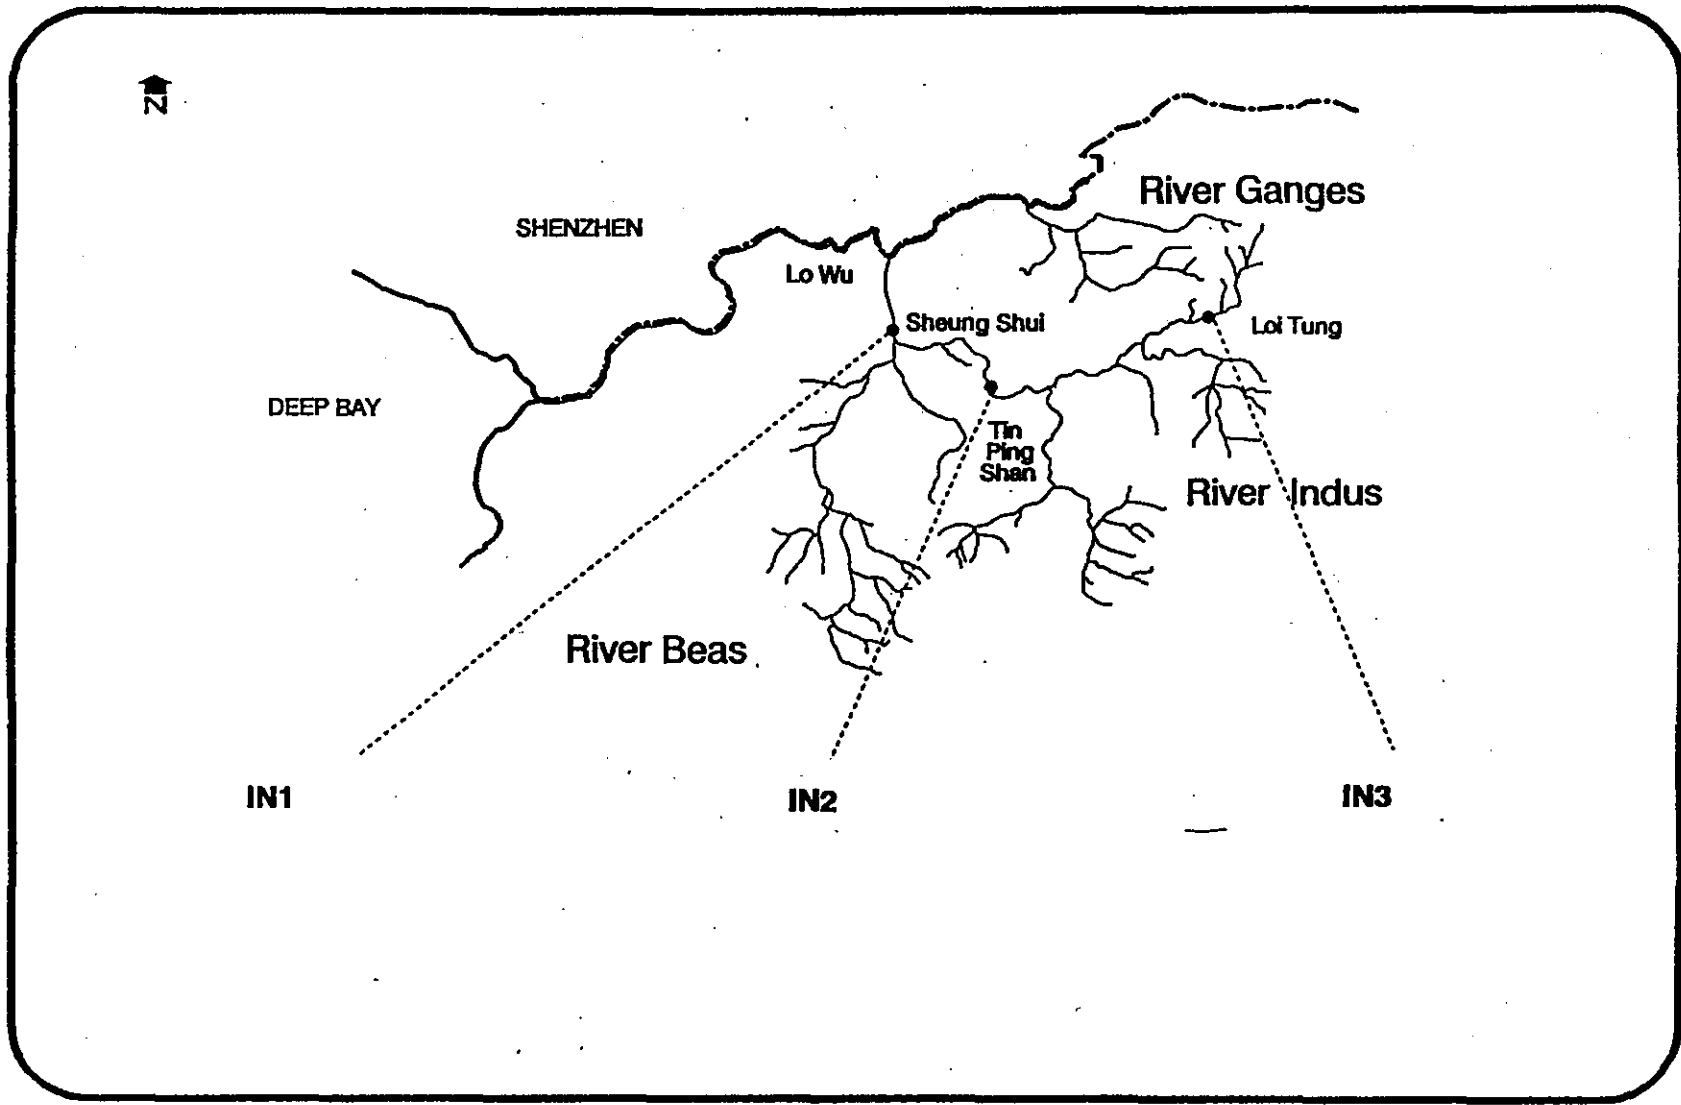 N
River Ganges
SHENZHEN
Lo Wu
Sheung Shui
Loi Tung
DEEP BAY
Tin
Ping
Shan
River Indus
River Beas
IN1
IN2
IN3